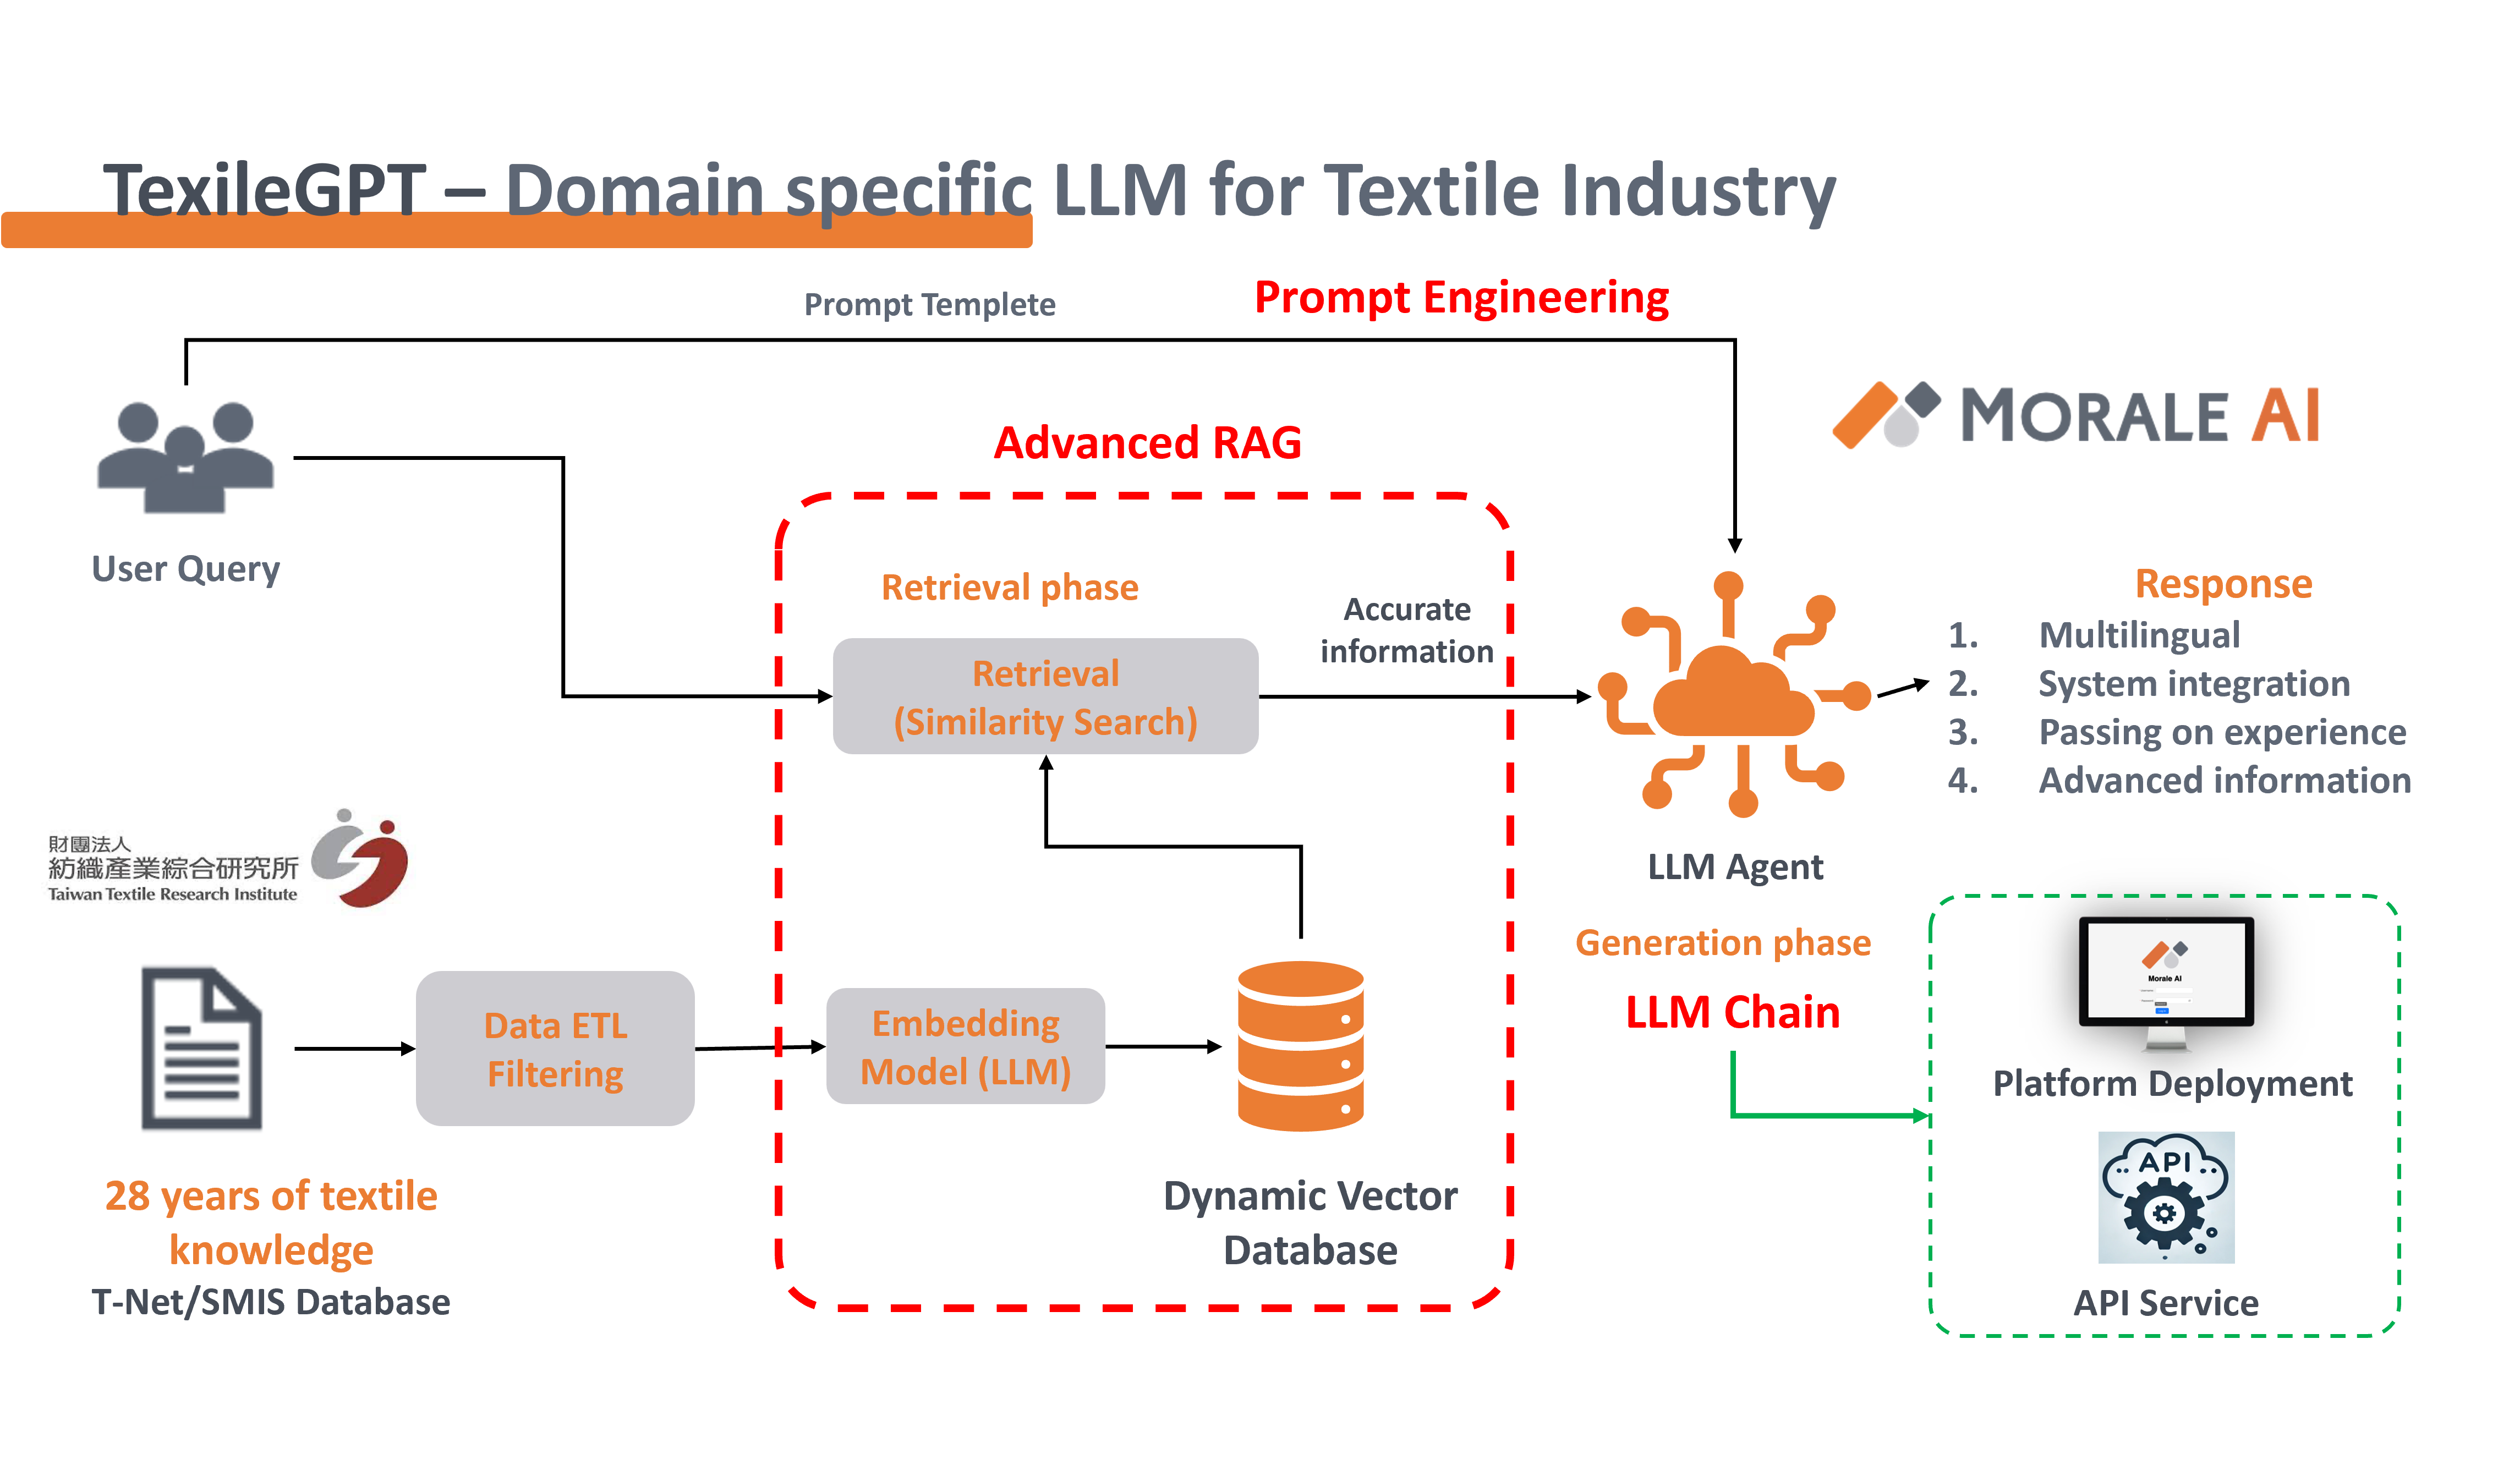 TexileGPT – Domain specific LLM for Textile Industry
Prompt Templete
Prompt Engineering
MORALE AI
Advanced RAG
User Query
Retrieval phase
Retrieval
(Similarity Search)
Accurate
information
Response
1. Multilingual
2. System integration
3. Passing on experience
4. Advanced information
LLM Agent
Generation phase
LLM Chain
財團法人
紡織產業綜合研究所
Taiwan Textile Research Institute
Data ETL
Filtering
Embedding
Model (LLM)
28 years of textile
knowledge
T-Net/SMIS Database
Dynamic Vector
Database
Morale AI
Platform Deployment
API
API Service